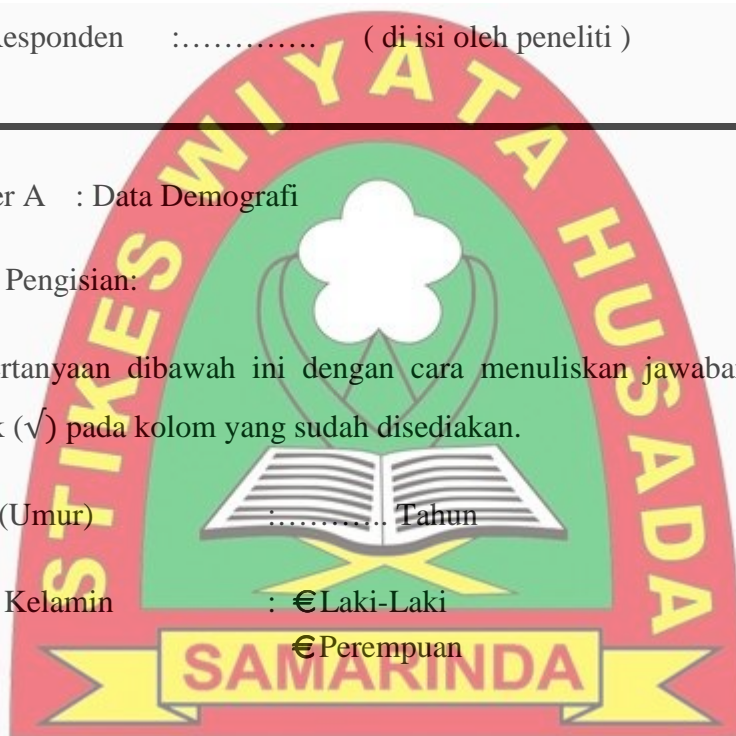 esponden :…………. ( di isi oleh peneliti )
er A : Data Demografi
Pengisian:
rtanyaan dibawah ini dengan cara menuliskan jawaban
k (√) pada kolom yang sudah disediakan.
(Umur) :……….. Tahun
Kelamin : €Laki-Laki
€Perempuan
STIKES WIYATA HUSADA
SAMARINDA